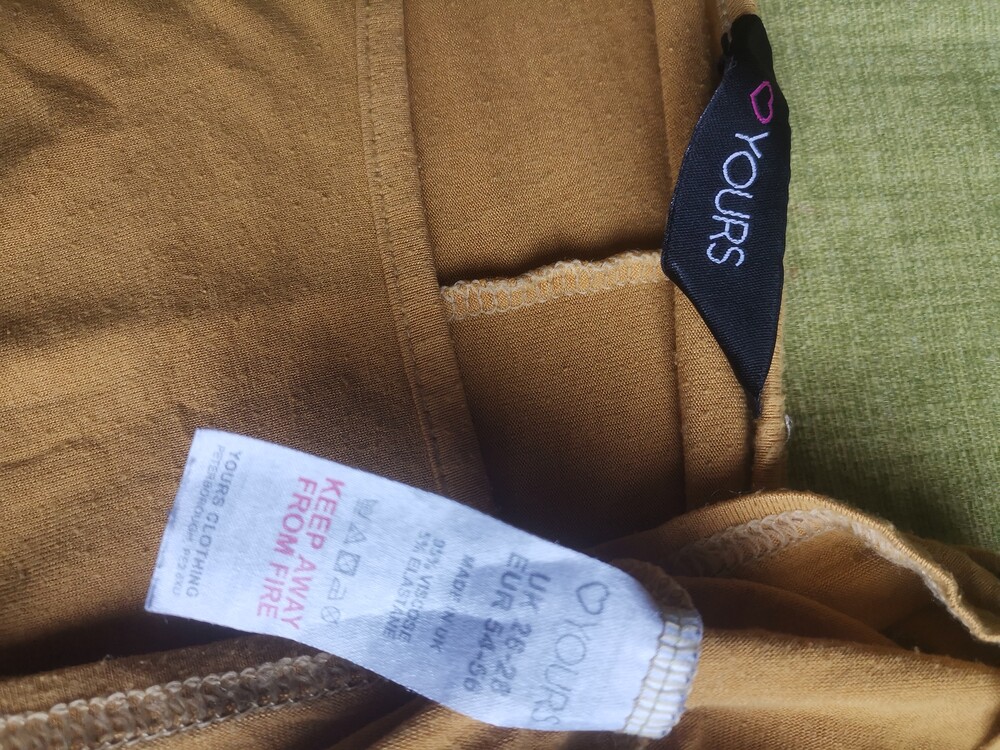 YOURS
YOURS
UK 26-28
EUR 54-56
MADE IN UK
95% VISCOSE
5% ELASTANE
KEEP AWAY
FROM FIRE
YOURS CLOTHING
PETERBOROUGH